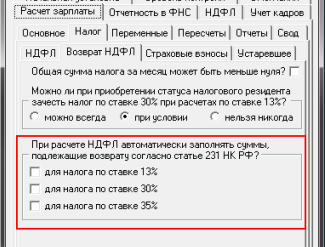 Расчет зарплаты Отчетность в ФНС НДФЛ Учет кадров
Основное Налог Переменные Пересчеты Отчеты Свод
НДФЛ Возврат НДФЛ Страховые взносы Устаревшее
Общая сумма налога за месяц может быть меньше нуля?
Можно ли при приобретении статуса налогового резидента
зачесть налог по ставке 30% при расчетах по ставке 13%?
можно всегда при условии нельзя никогда
При расчете НДФЛ автоматически заполнять суммы,
подлежащие возврату согласно статье 231 НК РФ?
для налога по ставке 13%
для налога по ставке 30%
для налога по ставке 35%